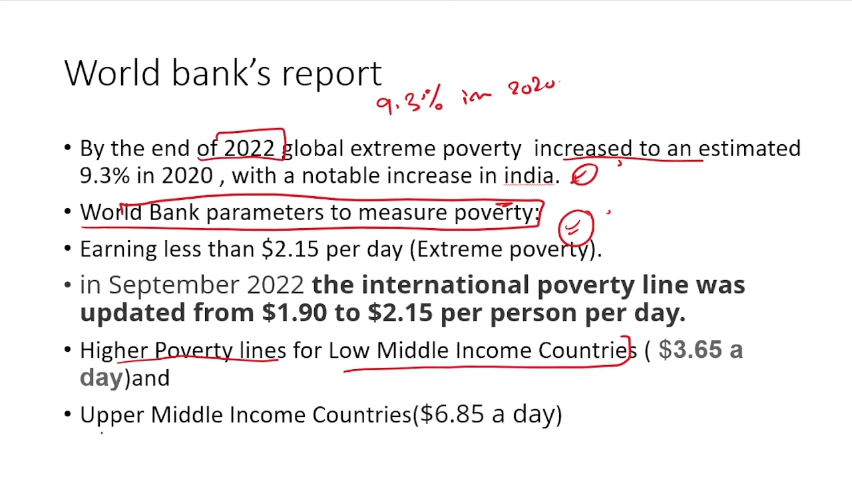 World bank's report
9.3% in 2020
• By the end of 2022 global extreme poverty increased to an estimated
9.3% in 2020 , with a notable increase in india.
• World Bank parameters to measure poverty:
• Earning less than $2.15 per day (Extreme poverty).
• in September 2022 the international poverty line was
updated from $1.90 to $2.15 per person per day.
• Higher Poverty lines for Low Middle Income Countries ( $3.65 a
day)and
• Upper Middle Income Countries($6.85 a day)